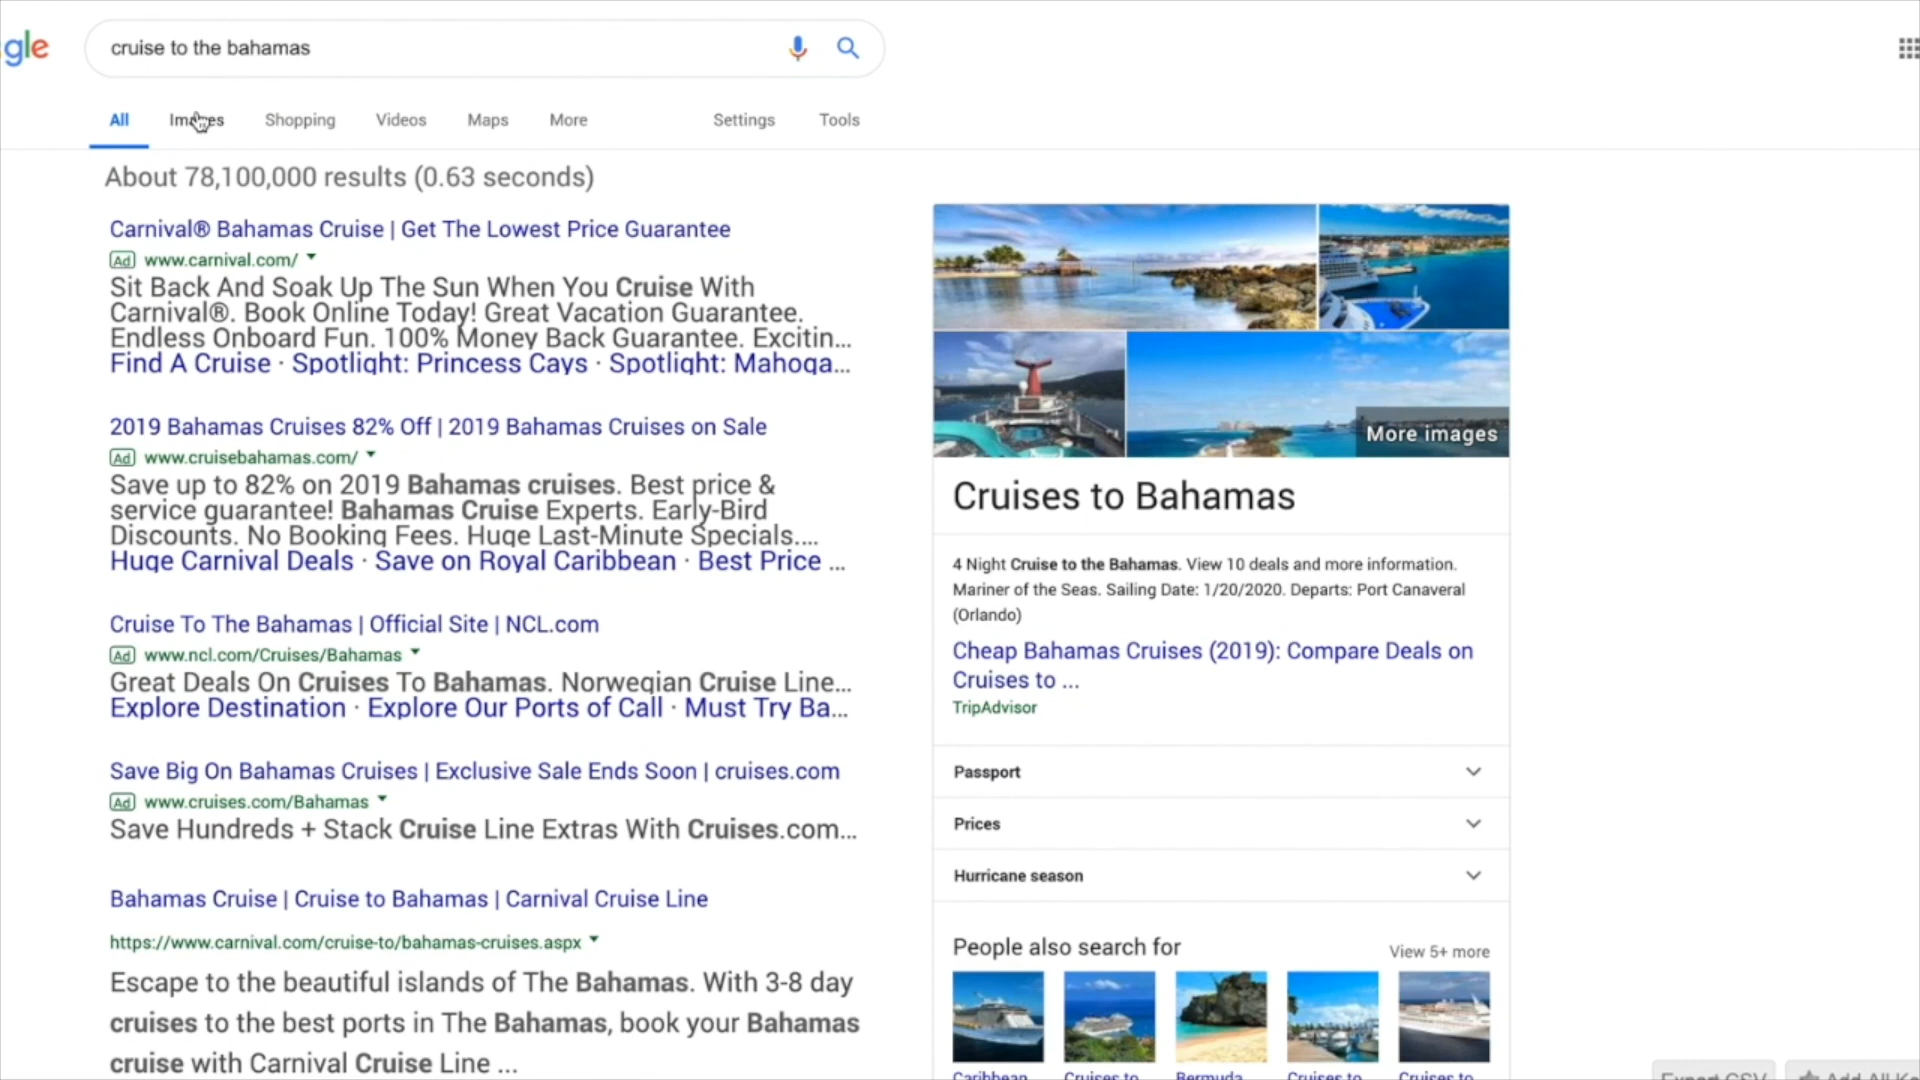 gle
cruise to the bahamas
All Images Shopping Videos Maps More Settings Tools
About 78,100,000 results (0.63 seconds)
Carnival® Bahamas Cruise | Get The Lowest Price Guarantee
Ad www.carnival.com/
Sit Back And Soak Up The Sun When You Cruise With
Carnival®. Book Online Today! Great Vacation Guarantee.
Endless Onboard Fun. 100% Money Back Guarantee. Excitin...
Find A Cruise · Spotlight: Princess Cays · Spotlight: Mahoga...
2019 Bahamas Cruises 82% Off | 2019 Bahamas Cruises on Sale
Ad www.cruisebahamas.com/
Save up to 82% on 2019 Bahamas cruises. Best price &
service guarantee! Bahamas Cruise Experts. Early-Bird
Discounts. No Booking Fees. Huge Last-Minute Specials....
Huge Carnival Deals · Save on Royal Caribbean · Best Price ...
Cruise To The Bahamas | Official Site | NCL.com
Ad www.ncl.com/Cruises/Bahamas
Great Deals On Cruises To Bahamas. Norwegian Cruise Line...
Explore Destination · Explore Our Ports of Call · Must Try Ba...
Save Big On Bahamas Cruises | Exclusive Sale Ends Soon | cruises.com
Ad www.cruises.com/Bahamas
Save Hundreds + Stack Cruise Line Extras With Cruises.com...
Bahamas Cruise | Cruise to Bahamas | Carnival Cruise Line
https://www.carnival.com/cruise-to/bahamas-cruises.aspx
Escape to the beautiful islands of The Bahamas. With 3-8 day
cruises to the best ports in The Bahamas, book your Bahamas
cruise with Carnival Cruise Line ...
More images
Cruises to Bahamas
4 Night Cruise to the Bahamas. View 10 deals and more information.
Mariner of the Seas. Sailing Date: 1/20/2020. Departs: Port Canaveral
(Orlando)
Cheap Bahamas Cruises (2019): Compare Deals on
Cruises to ...
TripAdvisor
Passport
Prices
Hurricane season
People also search for
View 5+ more
Caribbean Cruises to Bermuda Cruises to Cruises to
Export CSV Add All Ke